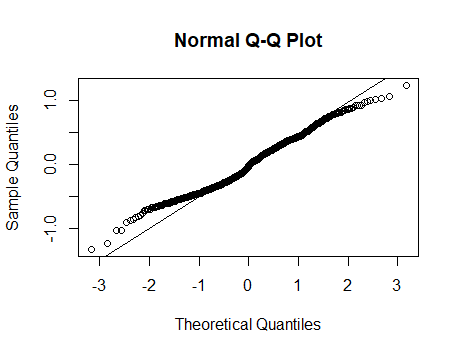 Normal Q-Q Plot
Sample Quantiles
1.0
0.0
-1.0
-3 -2 -1 0 1 2 3
Theoretical Quantiles